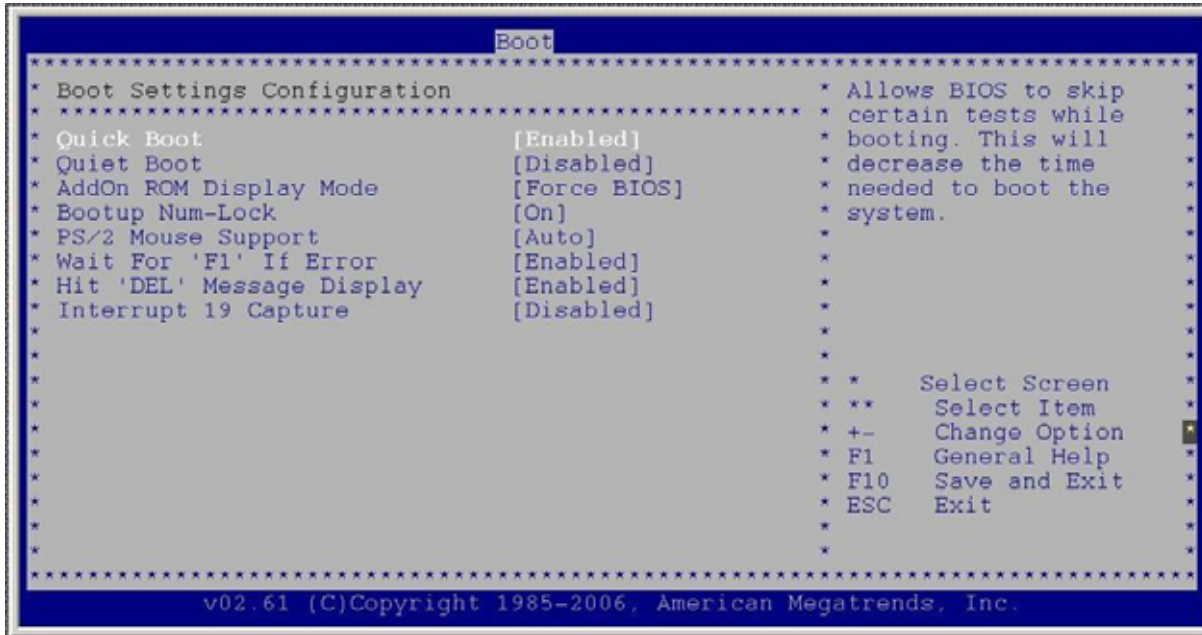 Boot
Boot Settings Configuration
Quick Boot [Enabled]
Quiet Boot [Disabled]
AddOn ROM Display Mode [Force BIOS]
Bootup Num-Lock [On]
PS/2 Mouse Support [Auto]
Wait For 'F1' If Error [Enabled]
Hit 'DEL' Message Display [Enabled]
Interrupt 19 Capture [Disabled]
Allows BIOS to skip
certain tests while
booting. This will
decrease the time
needed to boot the
system.
* Select Screen
** Select Item
+- Change Option
F1 General Help
F10 Save and Exit
ESC Exit
v02.61 (C)Copyright 1985-2006, American Megatrends, Inc.